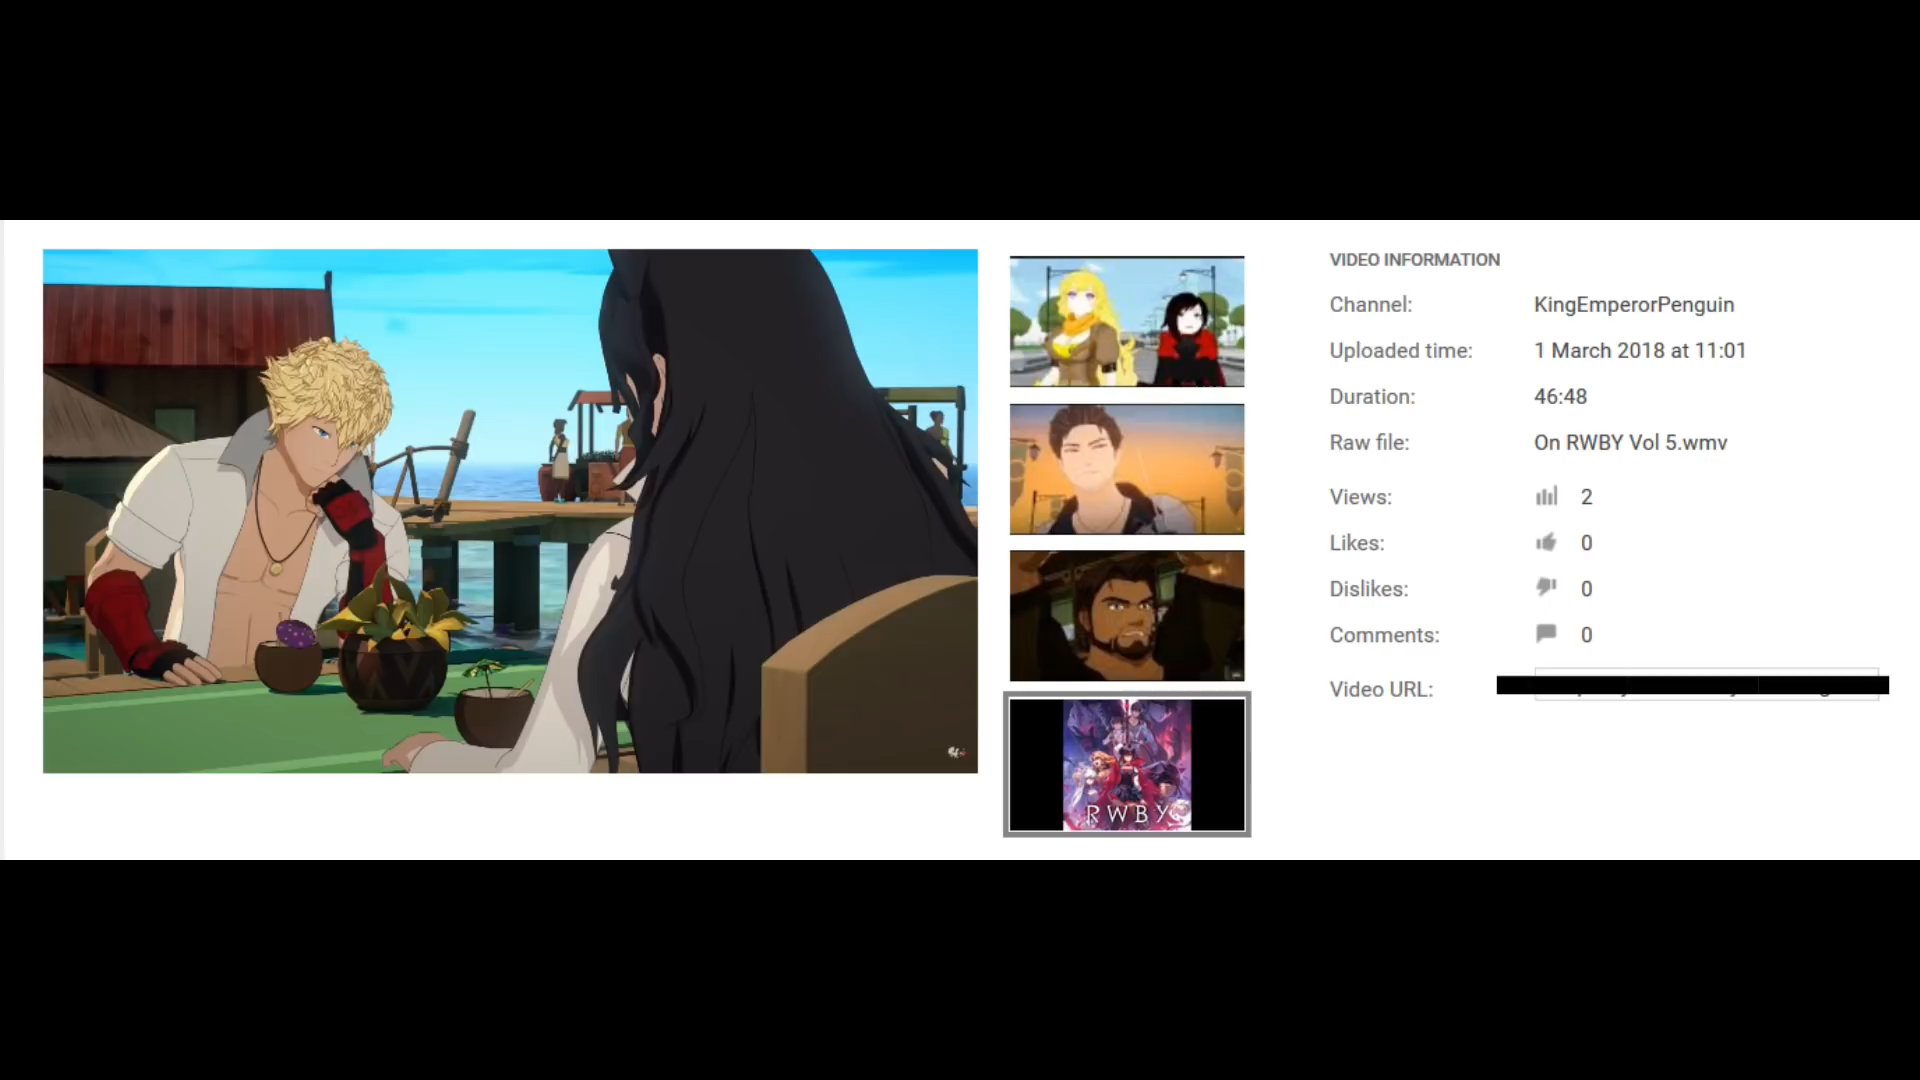 RWBY
VIDEO INFORMATION
Channel: KingEmperorPenguin
Uploaded time: 1 March 2018 at 11:01
Duration: 46:48
Raw file: On RWBY Vol 5.wmv
Views: 2
Likes: 0
Dislikes: 0
Comments: 0
Video URL: